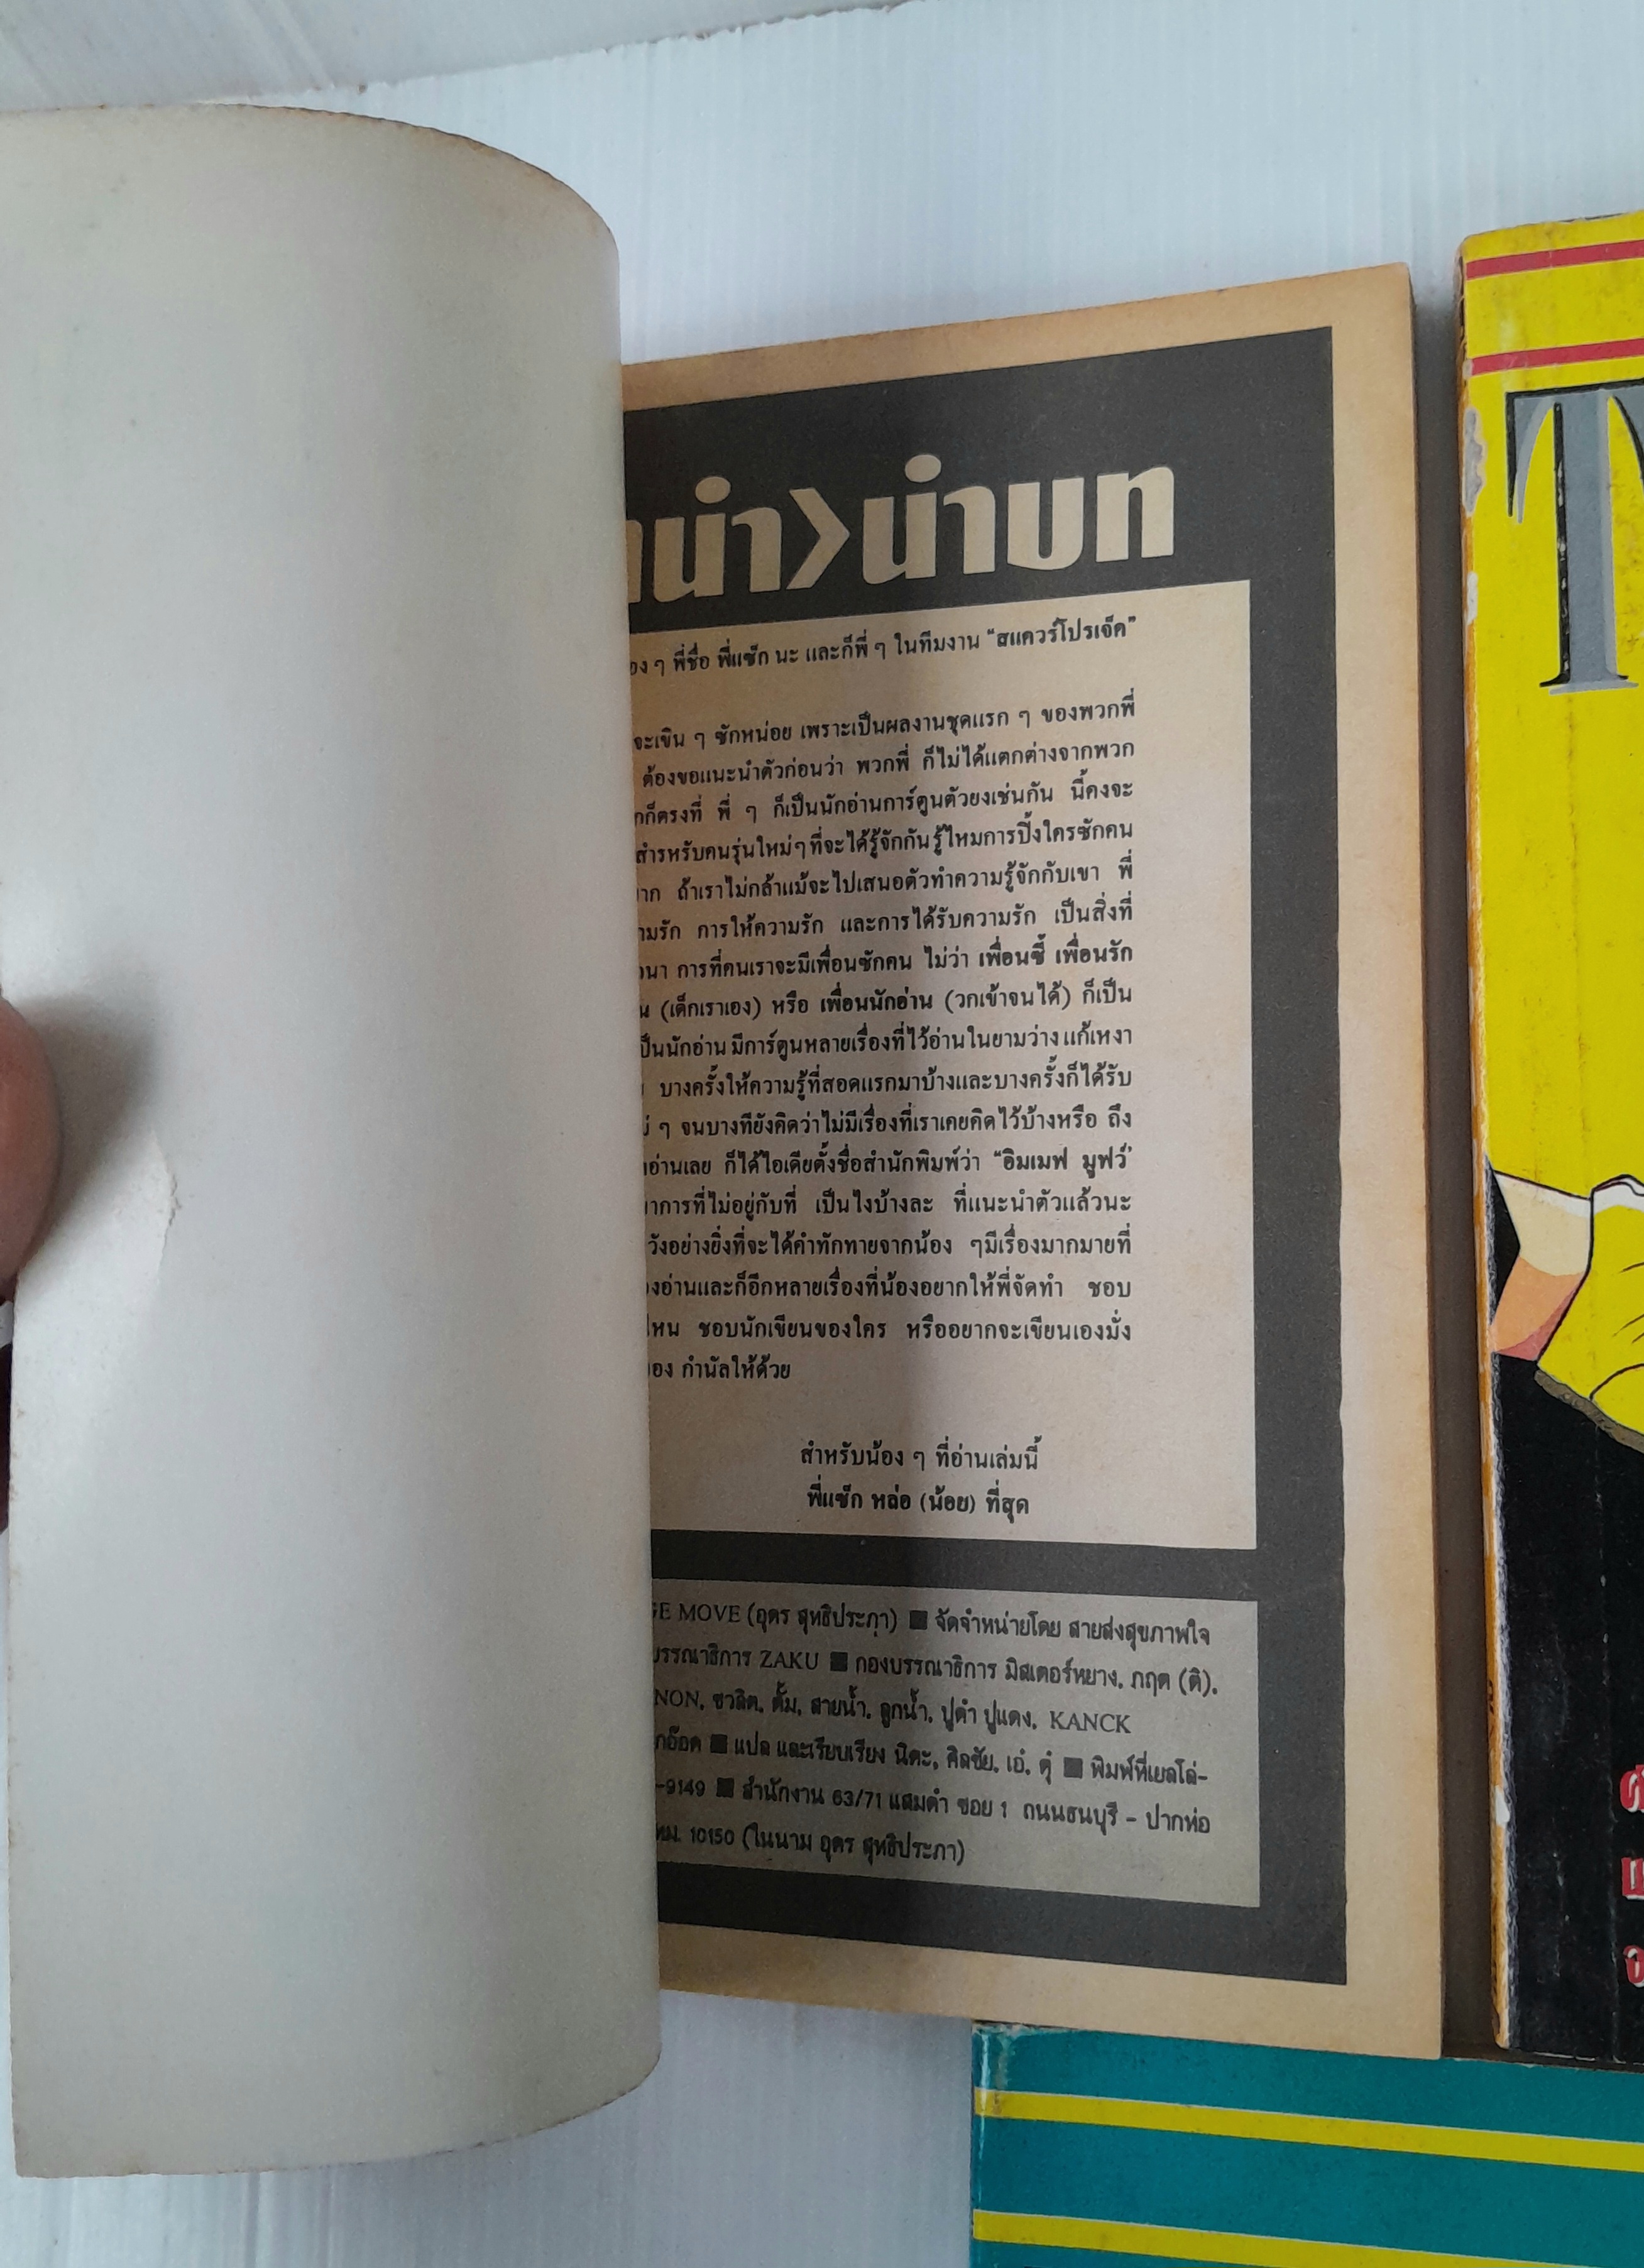 นำ>นำบท
ๆ พี่ชื่อ พี่แซ็ก นะ และก็พี่ ๆ ในทีมงาน “สแควร์โปรเจ็ค”
จะเขิน ๆ ซักหน่อย เพราะเป็นผลงานชุดแรก ๆ ของพวกพี่
ต้องขอแนะนำตัวก่อนว่า พวกพี่ ก็ไม่ได้แตกต่างจากพวก
ก็ตรงที่ พี่ ๆ ก็เป็นนักอ่านการ์ตูนตัวยงเช่นกัน นี้คงจะ
สำรหรับคนรุ่นใหม่ๆ ที่จะได้รู้จักกันรู้ไหมการปิ้งใครซักคน
ถ้าเราไม่กล้าแม้จะไปเสนอตัวทำความรู้จักกับเขา พี่
การให้ความรัก และการได้รับความรัก เป็นสิ่งที่
การที่คนเราจะมีเพื่อนซักคน ไม่ว่า เพื่อนซี้ เพื่อนรัก
(เด็กเราเอง) หรือ เพื่อนนักอ่าน (วกเข้าจนได้) ก็เป็น
เป็นนักอ่าน มีการ์ตูนหลายเรื่องที่ไว้อ่านในยามว่าง แก้เหงา
บางครั้งให้ความรู้ที่สอดแรกมาบ้างและบางครั้งก็ได้รับ
ๆ จนบางทียังคิดว่าไม่มีเรื่องที่เราเคยคิดไว้บ้างหรือ ถึง
อ่านเลย ก็ได้ไอเดียตั้งชื่อสำนักพิมพ์ว่า “อิมเมฟ มูฟว์”
การที่ไม่อยู่กับที่ เป็นไงบ้างละ ที่แนะนำตัวแล้วนะ
หวังอย่างยิ่งที่จะได้คำทักทายจากน้อง ๆมีเรื่องมากมายที่
อ่านและก็อีกหลายเรื่องที่น้องอยากให้พี่จัดทำ ชอบ
ไหน ชอบนักเขียนของใคร หรืออยากจะเขียนเองมั่ง
ของ กำนัลให้ด้วย
สำหรับน้อง ๆ ที่อ่านเล่มนี้
พี่แซ็ก หล่อ (น้อย) ที่สุด
GE MOVE (อุดร สุทธิประภา) ■ จัดจำหน่ายโดย สายส่งสุขภาพใจ
บรรณาธิการ ZAKU ■ กองบรรณาธิการ มิสเตอร์หยาง, ภฤต (ติ),
NON, ชวลิต, ตั้ม, สายน้ำ, ลูกน้ำ, ปูดำ ปูแดง, KANCK
■ แปล และเรียบเรียง นิตะ, ศิลชัย, เอ๋, ตุ๋ ■ พิมพ์ที่เยลโล่-
-9149 ■ สำนักงาน 63/71 แสมดำ ซอย 1 ถนนธนบุรี - ปากท่อ
กทม. 10150 (ในนาม อุดร สุทธิประภา)
T